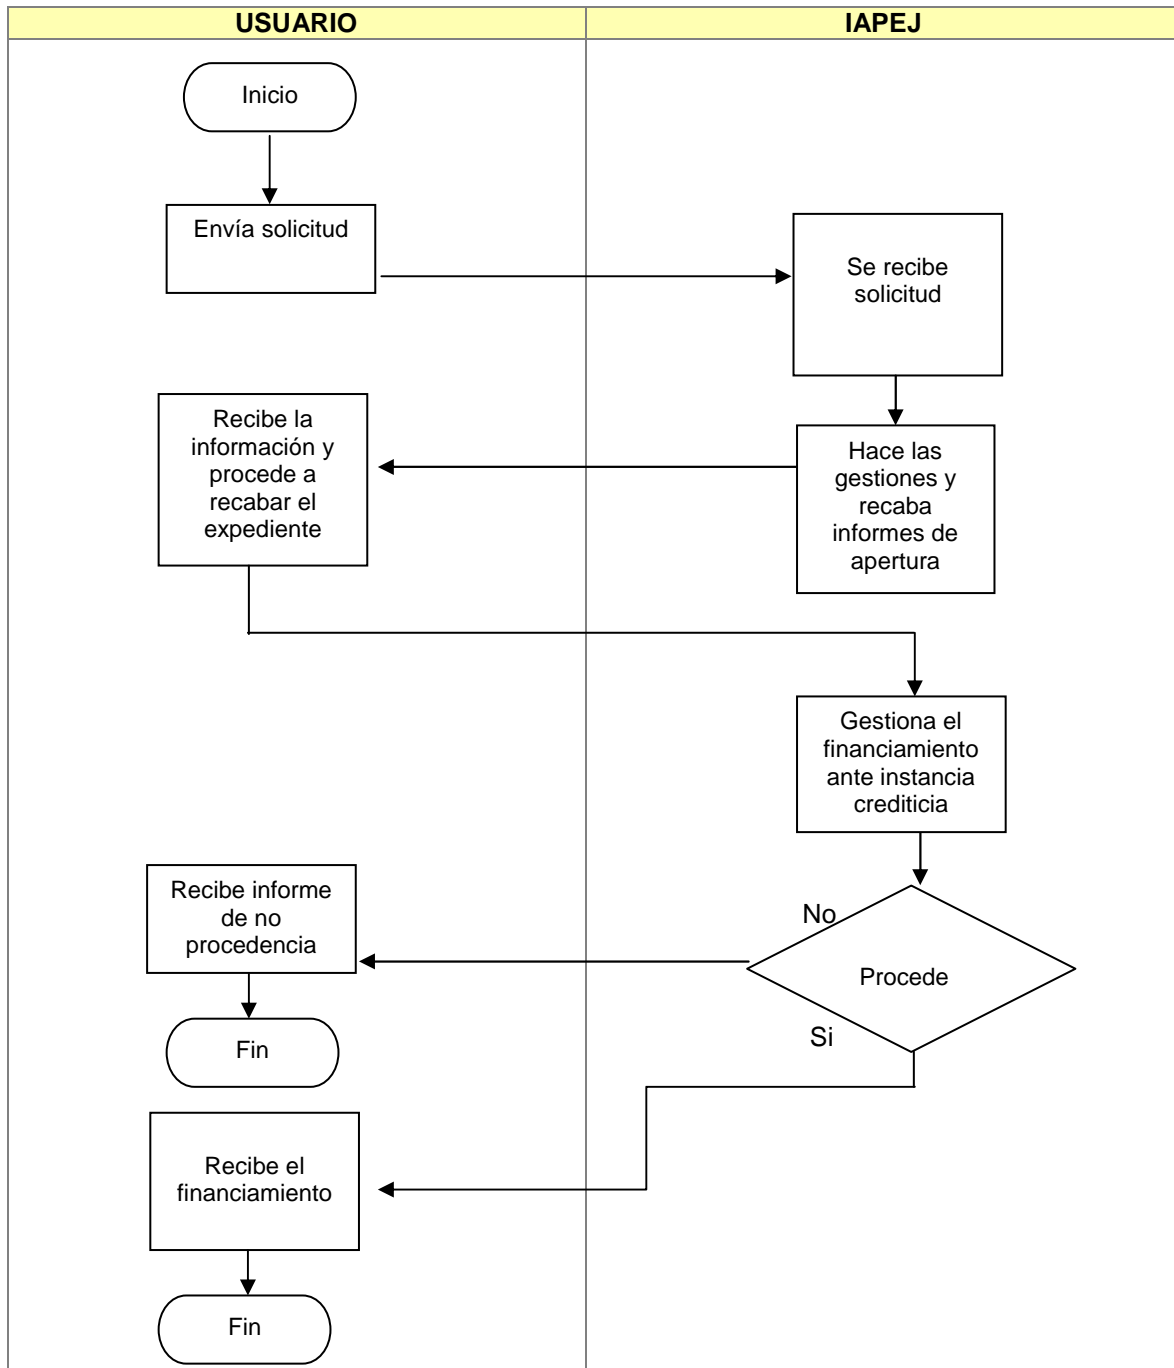 USUARIO
IAPEJ
Inicio
Envía solicitud
Se recibe
solicitud
Recibe la
información y
procede a
recabar el
expediente
Hace las
gestiones y
recaba
informes de
apertura
Gestiona el
financiamiento
ante instancia
crediticia
Recibe informe
de no
procedencia
No
Procede
Si
Fin
Recibe el
financiamiento
Fin